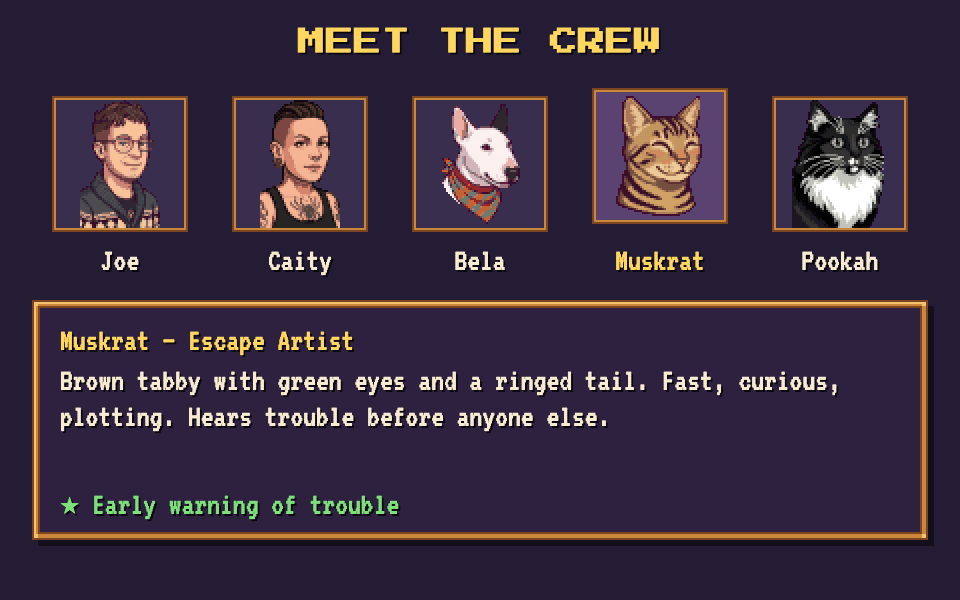 MEET THE CREW
Joe
Caity
Bela
Muskrat
Pookah
Muskrat - Escape Artist
Brown tabby with green eyes and a ringed tail. Fast, curious,
plotting. Hears trouble before anyone else.
★ Early warning of trouble